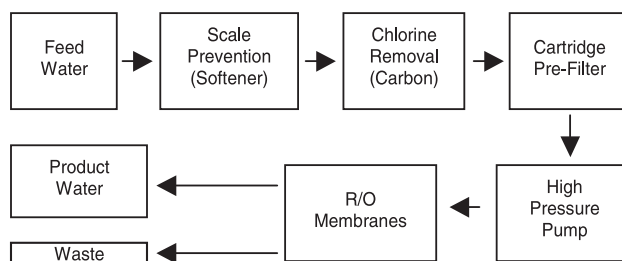 Feed
Water
Scale
Prevention
(Softener)
Chlorine
Removal
(Carbon)
Cartridge
Pre-Filter
High
Pressure
Pump
R/O
Membranes
Product
Water
Waste